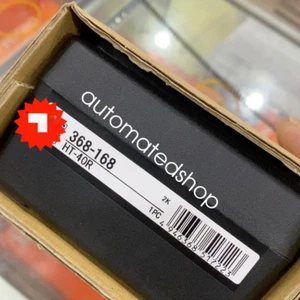 automatedshop
368-168
HT-40R
2K
1PC